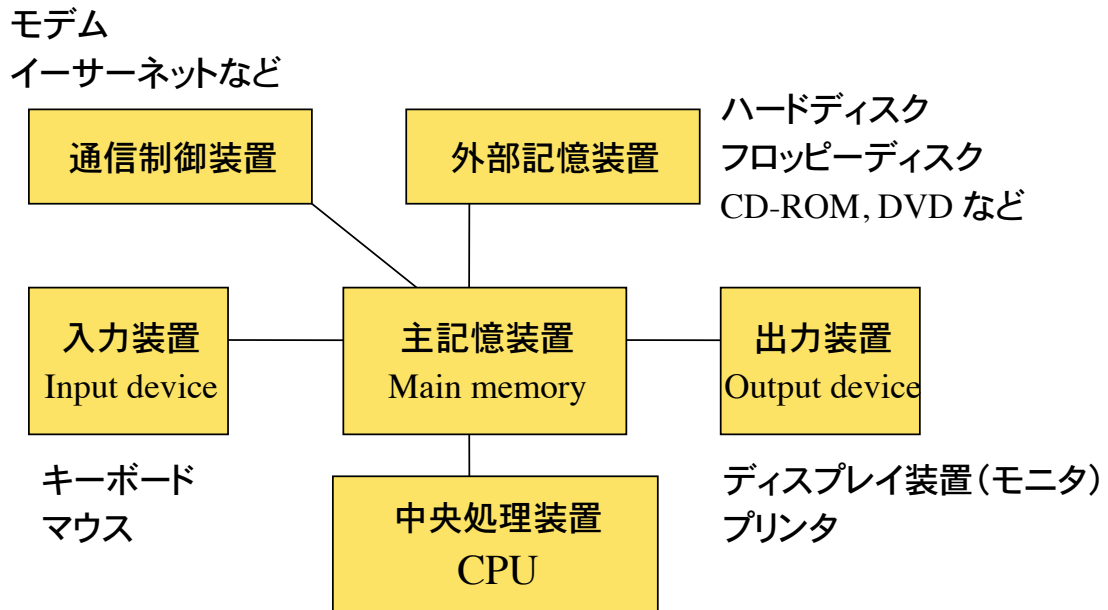 モデム
イーサーネットなど
通信制御装置
外部記憶装置
ハードディスク
フロッピーディスク
CD-ROM, DVD など
入力装置
Input device
主記憶装置
Main memory
出力装置
Output device
キーボード
マウス
中央処理装置
CPU
ディスプレイ装置(モニタ)
プリンタ